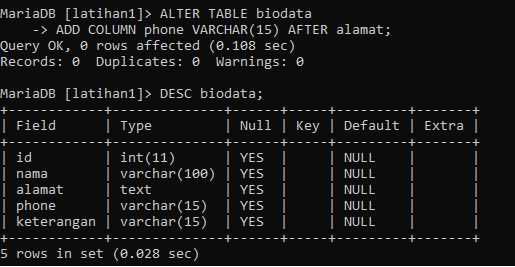 MariaDB [latihan1]> ALTER TABLE biodata
    -> ADD COLUMN phone VARCHAR(15) AFTER alamat;
Query OK, 0 rows affected (0.108 sec)
Records: 0  Duplicates: 0  Warnings: 0

MariaDB [latihan1]> DESC biodata;
+------------+--------------+------+-----+---------+-------+
| Field      | Type         | Null | Key | Default | Extra |
+------------+--------------+------+-----+---------+-------+
| id         | int(11)      | YES  |     | NULL    |       |
| nama       | varchar(100) | YES  |     | NULL    |       |
| alamat     | text         | YES  |     | NULL    |       |
| phone      | varchar(15)  | YES  |     | NULL    |       |
| keterangan | varchar(15)  | YES  |     | NULL    |       |
+------------+--------------+------+-----+---------+-------+
5 rows in set (0.028 sec)